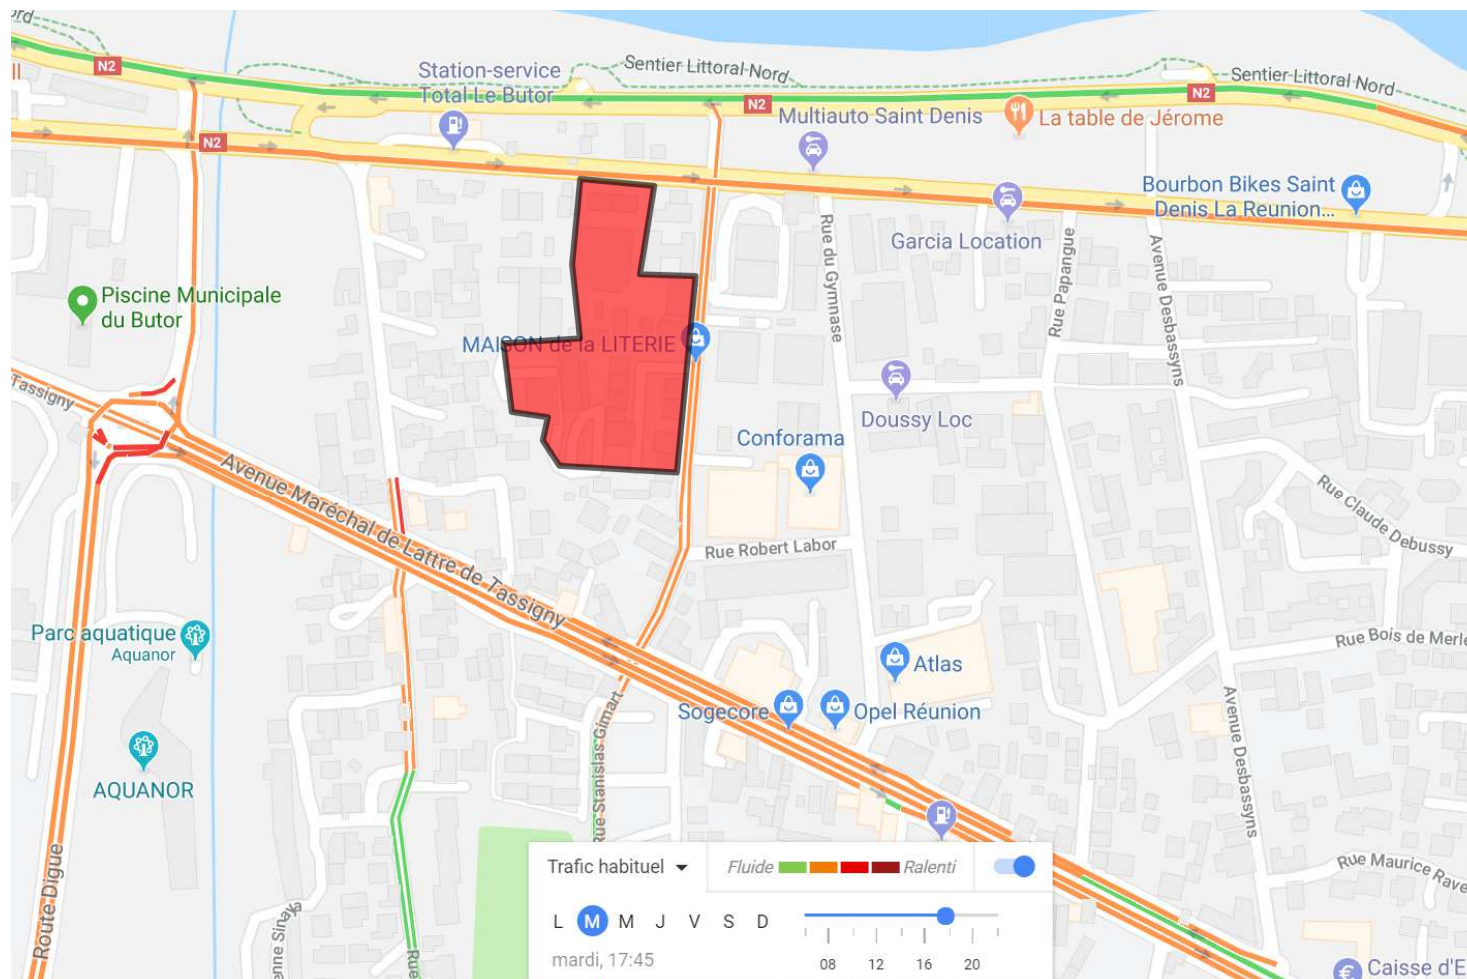 rd
N2
Station-service
Total Le Butor
Sentier Littoral Nord
N2
N2
Sentier Littoral Nord
ll
N2
Multiauto Saint Denis
La table de Jérome
Bourbon Bikes Saint
Denis La Reunion...
Garcia Location
Rue du Gymnase
Rue Papangue
Avenue Desbassyns
Piscine Municipale
du Butor
MAISON de la LITERIE
Tassigny
Doussy Loc
Conforama
Avenue Maréchal de Lattre de Tassigny
Rue Claude Debussy
Rue Robert Labor
Parc aquatique
Aquanor
Rue Bois de Merle
Atlas
Sogecore
Opel Réunion
Rue Stanislas Gimart
Avenue Desbassyns
AQUANOR
Route Digue
enne Sinaya
Rue
Rue Maurice Rave
Trafic habituel
Fluide
Ralenti
L M M J V S D
mardi, 17:45
08 12 16 20
Caisse d'E